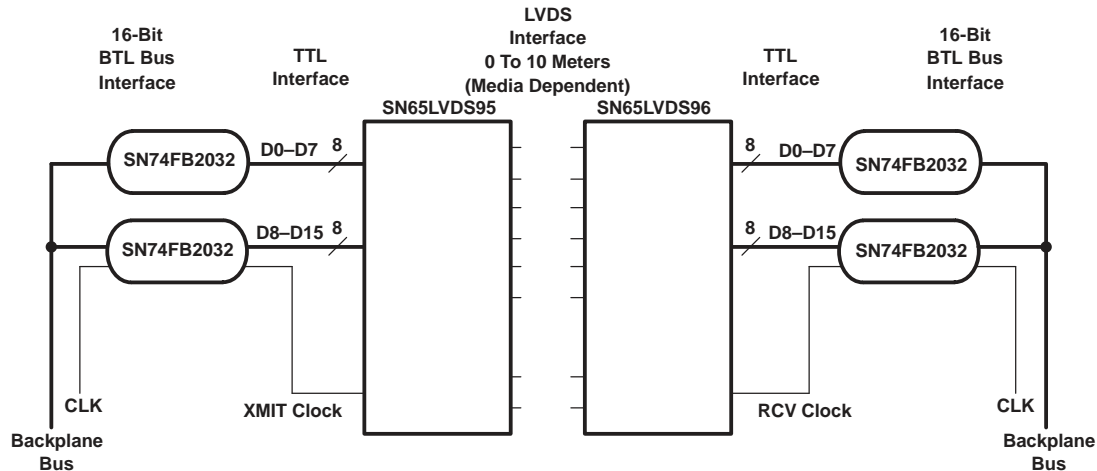 16-Bit
BTL Bus
Interface
TTL
Interface
LVDS
Interface
0 To 10 Meters
(Media Dependent)
TTL
Interface
16-Bit
BTL Bus
Interface
SN65LVDS95
SN65LVDS96
SN74FB2032
D0–D7
8
8
D0–D7
SN74FB2032
SN74FB2032
D8–D15
8
8
D8–D15
SN74FB2032
CLK
XMIT Clock
RCV Clock
CLK
Backplane
Bus
Backplane
Bus